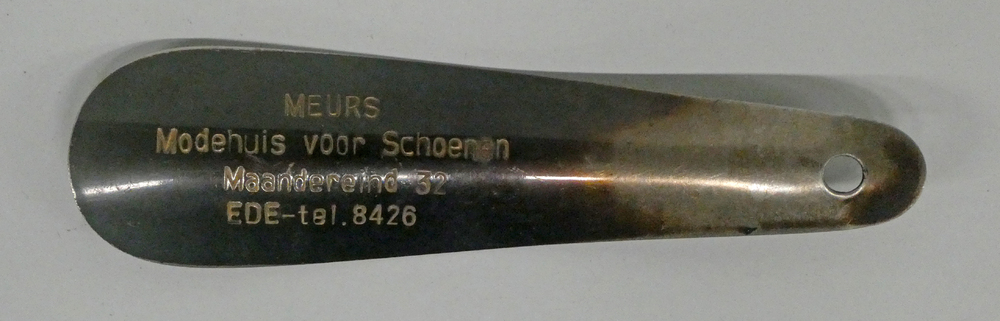 MEURS
Modehuis voor Schoenen
Maandereind 32
EDE-tel.8426